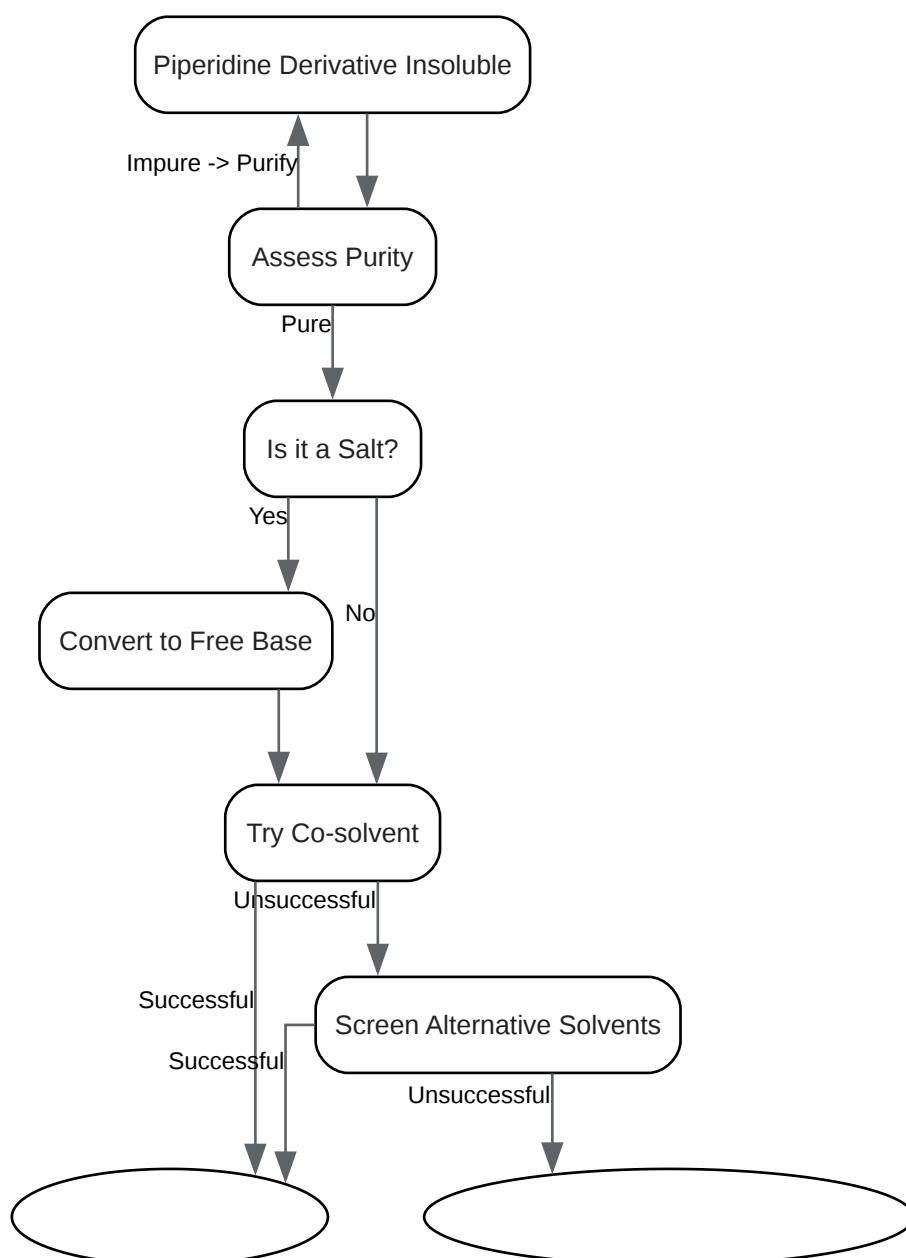 Piperidine Derivative Insoluble
Impure -> Purify
Assess Purity
Pure
Is it a Salt?
Yes
No
Convert to Free Base
Try Co-solvent
Unsuccessful
Successful
Screen Alternative Solvents
Successful
Unsuccessful